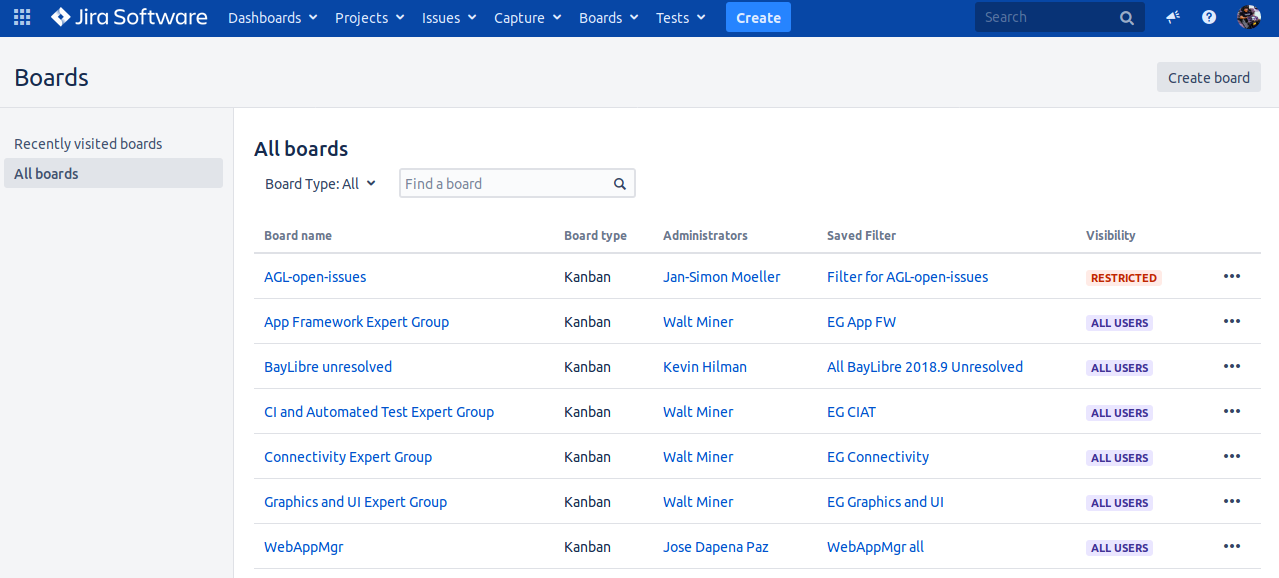 Jira Software Dashboards Projects Issues Capture Boards Tests Create Search
Boards Create board
Recently visited boards
All boards
All boards
Board Type: All Find a board
Board name Board type Administrators Saved Filter Visibility
AGL-open-issues Kanban Jan-Simon Moeller Filter for AGL-open-issues RESTRICTED
App Framework Expert Group Kanban Walt Miner EG App FW ALL USERS
BayLibre unresolved Kanban Kevin Hilman All BayLibre 2018.9 Unresolved ALL USERS
CI and Automated Test Expert Group Kanban Walt Miner EG CIAT ALL USERS
Connectivity Expert Group Kanban Walt Miner EG Connectivity ALL USERS
Graphics and UI Expert Group Kanban Walt Miner EG Graphics and UI ALL USERS
WebAppMgr Kanban Jose Dapena Paz WebAppMgr all ALL USERS